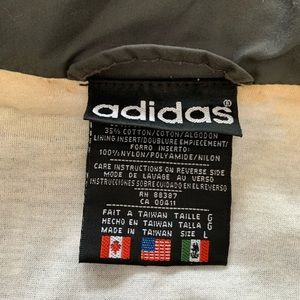 adidas®
35% COTTON/COTON/ALGODON
LINING INSERT/DOUBLURE EMPIECEMENT/
FORRO INSERTO:
100% NYLON/POLYAMIDE/NILON
CARE INSTRUCTIONS ON REVERSE SIDE
MODE DE LAVAGE AU VERSO
INSTRUCCIONES SOBRE CUIDADO EN EL REVERSO
RN 88387
CA 00411
FAIT A TAIWAN TAILLE G
HECHO EN TAIWAN TALLA G
MADE IN TAIWAN SIZE L